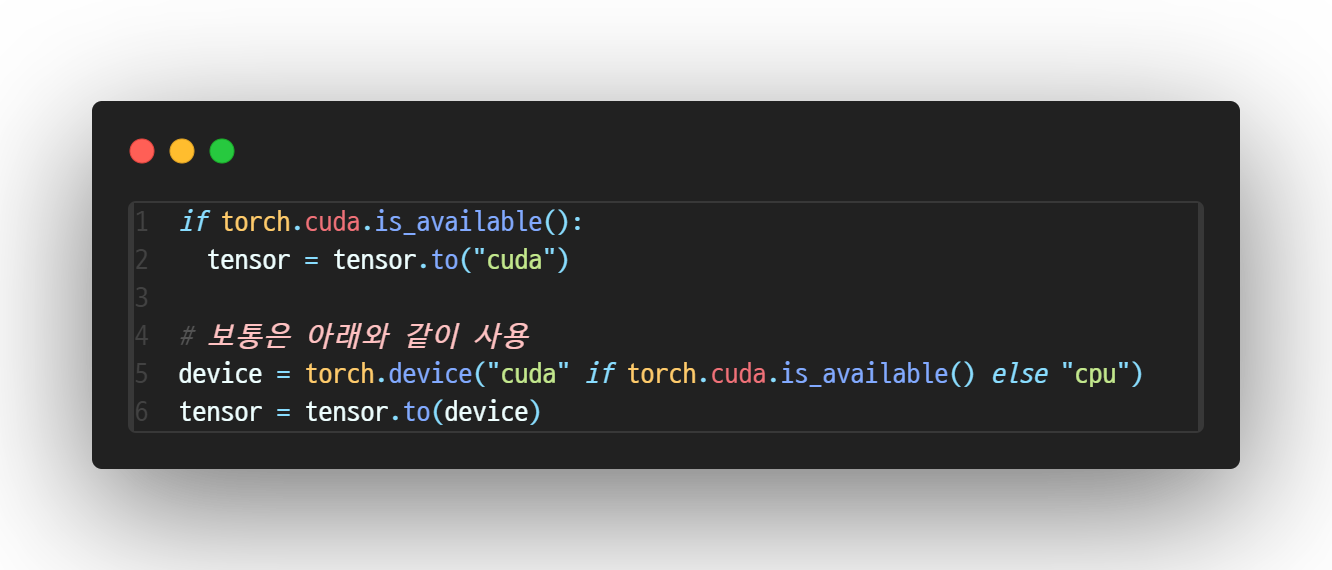 1 if torch.cuda.is_available():
2   tensor = tensor.to("cuda")
3
4 # 보통은 아래와 같이 사용
5 device = torch.device("cuda" if torch.cuda.is_available() else "cpu")
6 tensor = tensor.to(device)